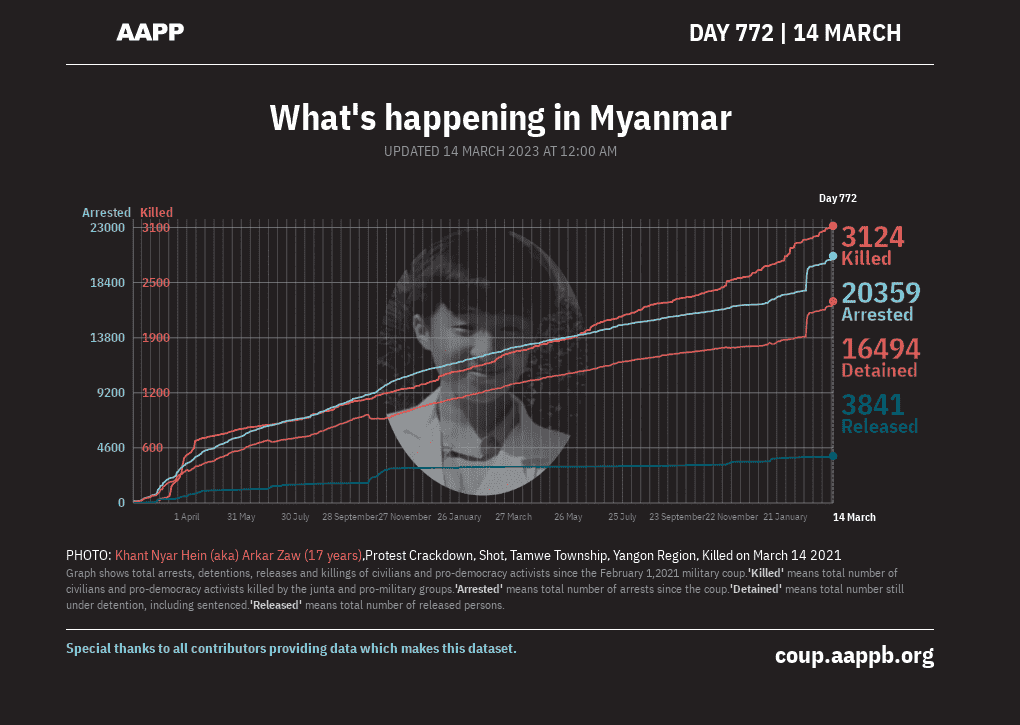 AAPP
DAY 772 | 14 MARCH
What's happening in Myanmar
UPDATED 14 MARCH 2023 AT 12:00 AM
Day 772
Arrested Killed
23000 3100
18400 2500
13800 1900
9200 1200
4600 600
0
3124
Killed
20359
Arrested
16494
Detained
3841
Released
1 April 31 May 30 July 28 September 27 November 26 January 27 March 26 May 25 July 23 September 22 November 21 January 14 March
PHOTO: Khant Nyar Hein (aka) Arkar Zaw (17 years),Protest Crackdown, Shot, Tamwe Township, Yangon Region, Killed on March 14 2021
Graph shows total arrests, detentions, releases and killings of civilians and pro-democracy activists since the February 1,2021 military coup.'Killed' means total number of
civilians and pro-democracy activists killed by the junta and pro-military groups.'Arrested' means total number of arrests since the coup.'Detained' means total number still
under detention, including sentenced.'Released' means total number of released persons.
Special thanks to all contributors providing data which makes this dataset.
coup.aappb.org